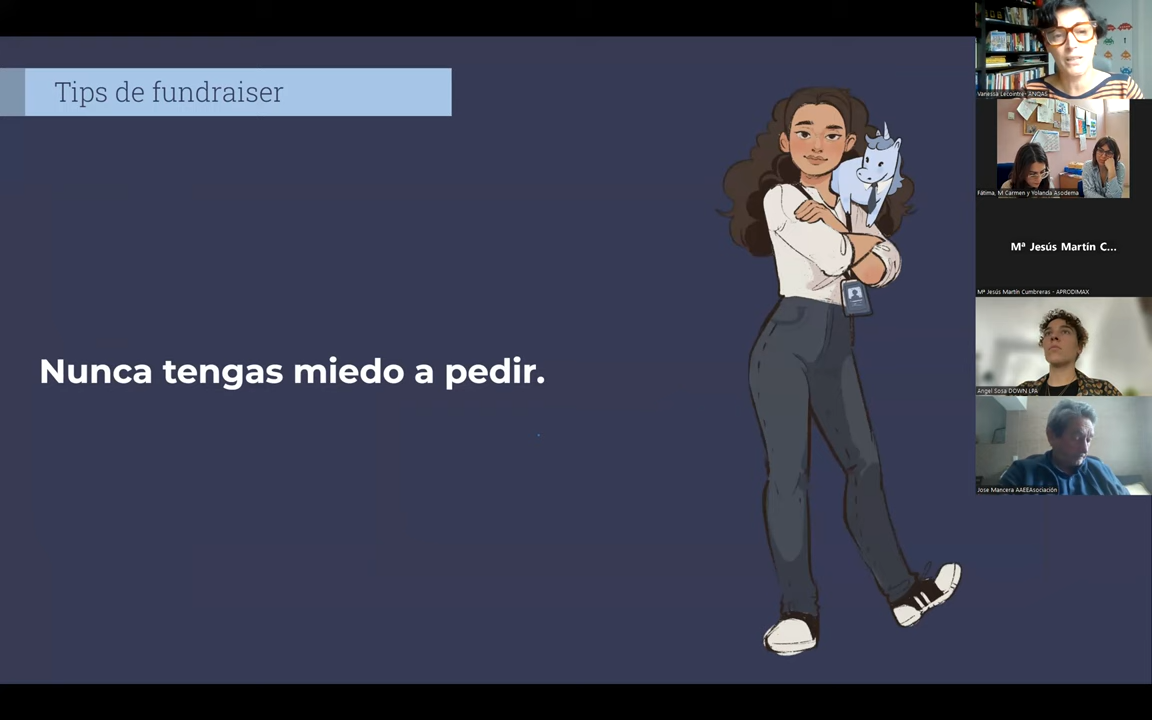 Tips de fundraiser
Nunca tengas miedo a pedir.
Vanessa Lecointre- ANOAS
Fátima, M Carmen y Yolanda Asodema
Mª Jesús Martín C...
Mª Jesús Martín Cumbreras - APRODIMAX
Angel Sosa DOWN LPA
Jose Mancera AAEEAsociación